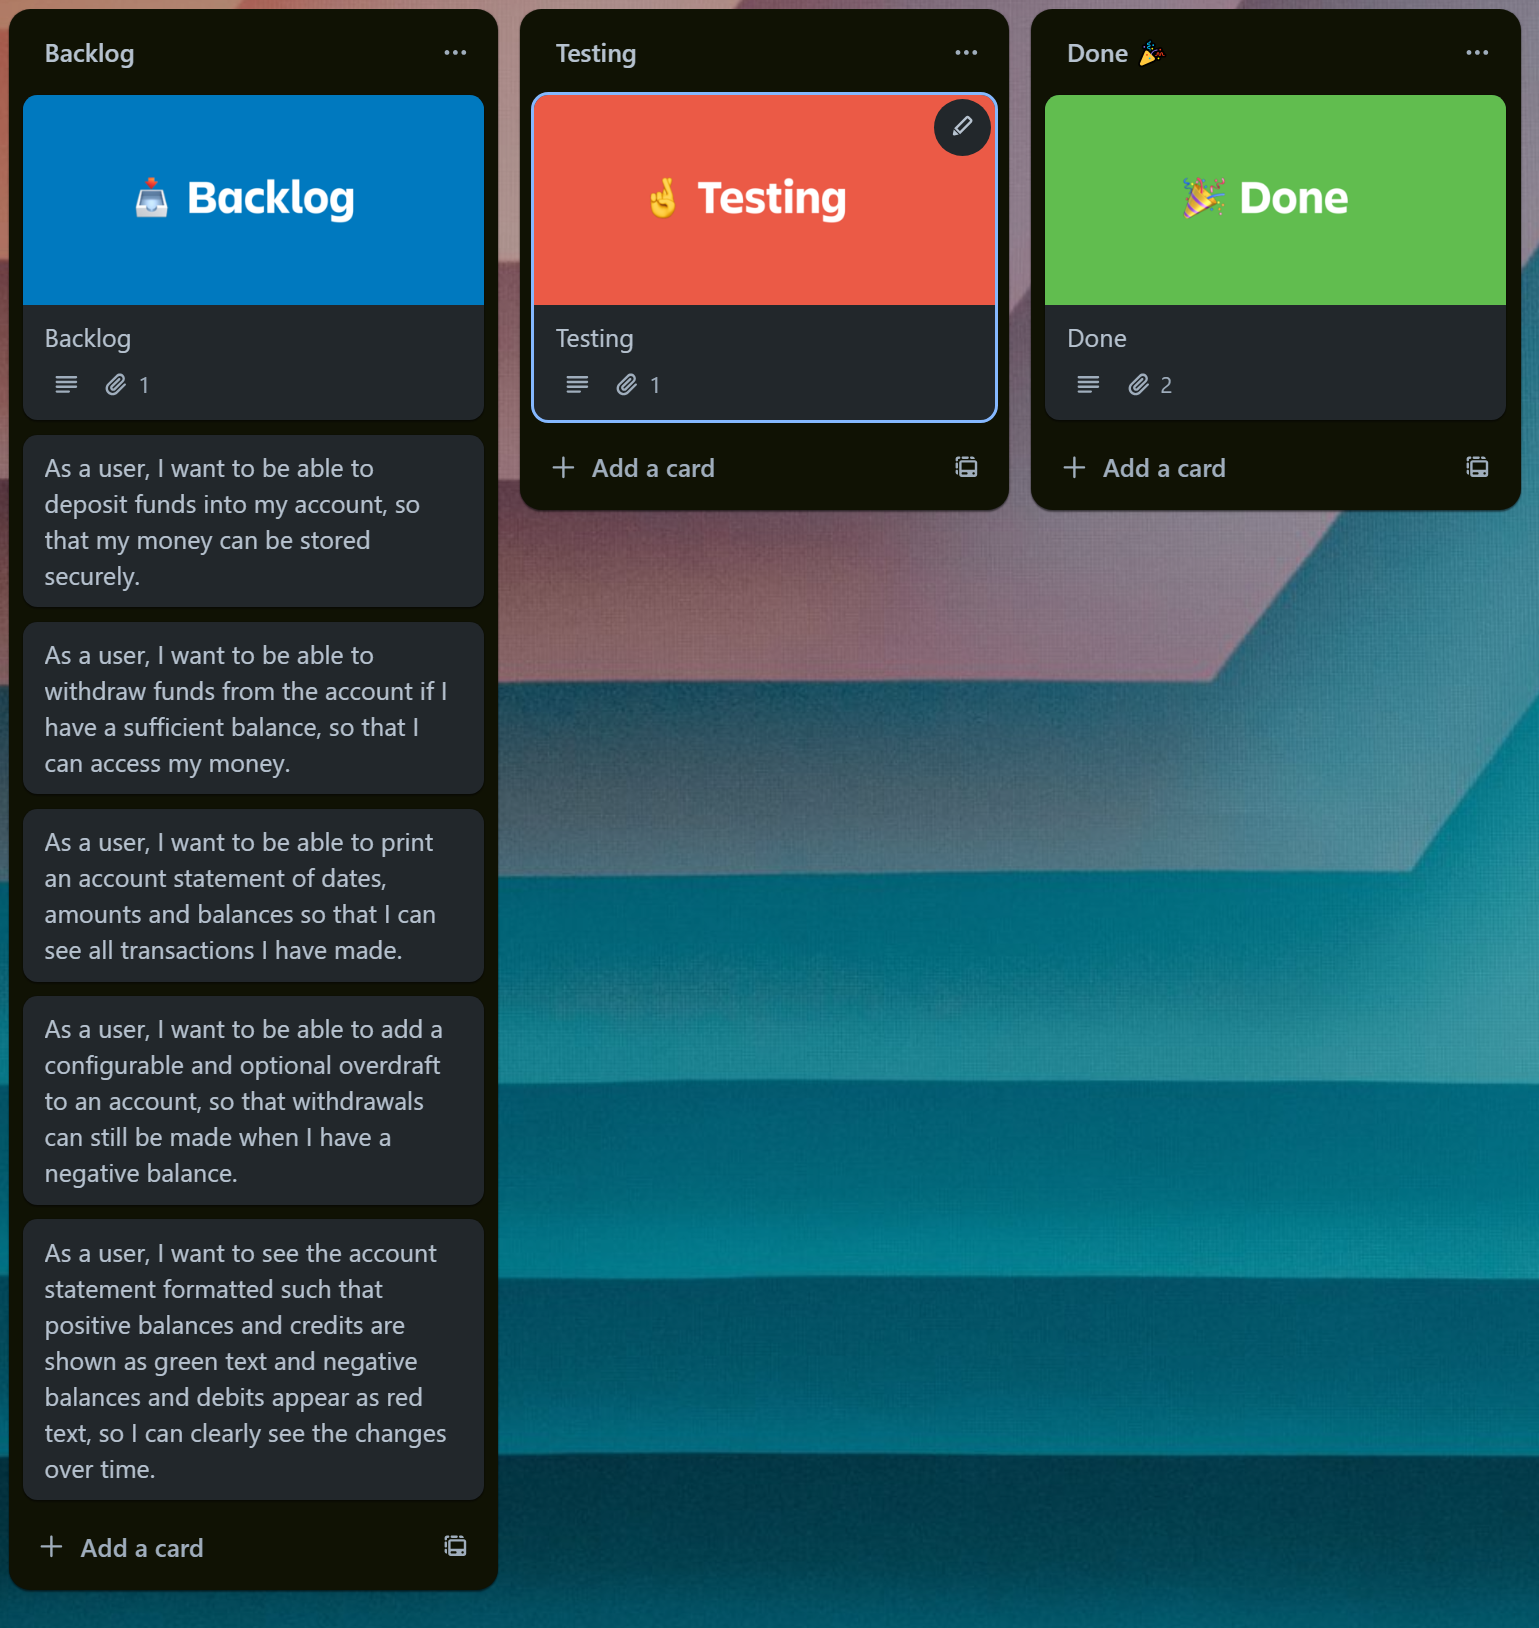 Backlog
Backlog
Backlog
1
As a user, I want to be able to
deposit funds into my account, so
that my money can be stored
securely.
As a user, I want to be able to
withdraw funds from the account if I
have a sufficient balance, so that I
can access my money.
As a user, I want to be able to print
an account statement of dates,
amounts and balances so that I can
see all transactions I have made.
As a user, I want to be able to add a
configurable and optional overdraft
to an account, so that withdrawals
can still be made when I have a
negative balance.
As a user, I want to see the account
statement formatted such that
positive balances and credits are
shown as green text and negative
balances and debits appear as red
text, so I can clearly see the changes
over time.
Add a card
Testing
Testing
Testing
1
Add a card
Done 🎉
🎉 Done
Done
2
Add a card